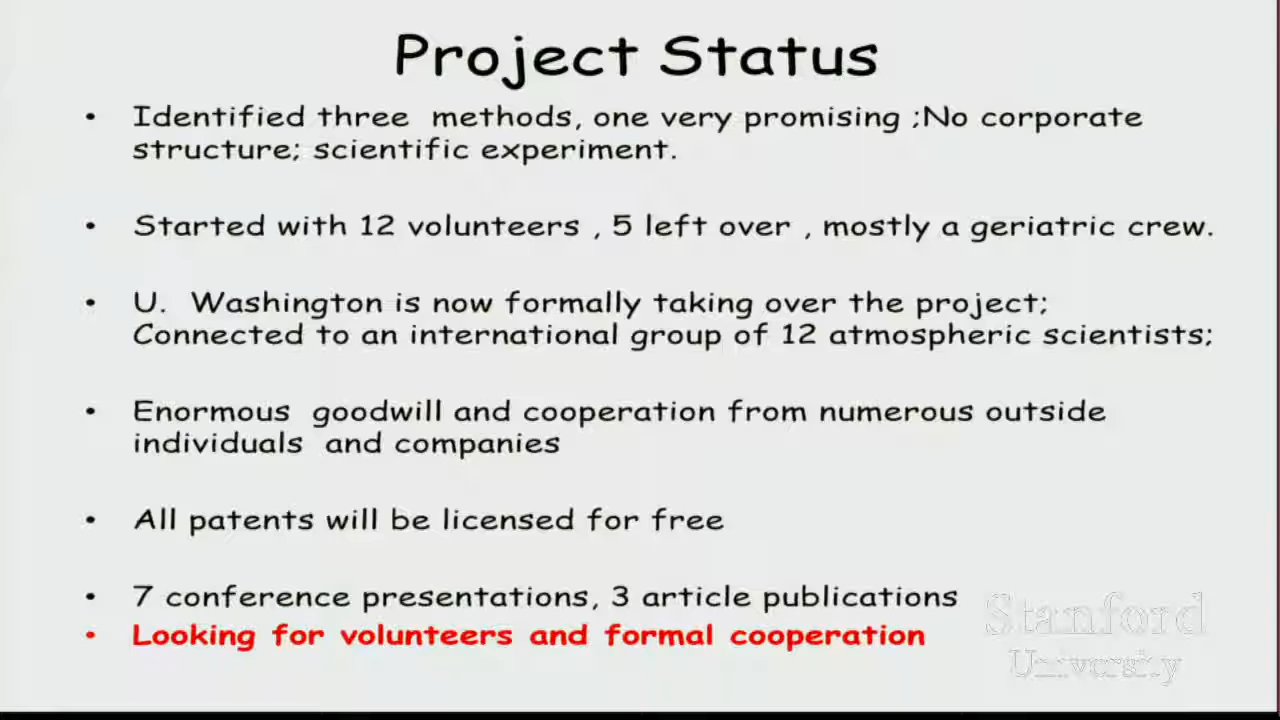 Project Status
• Identified three methods, one very promising ;No corporate
structure; scientific experiment.
• Started with 12 volunteers , 5 left over , mostly a geriatric crew.
• U. Washington is now formally taking over the project;
Connected to an international group of 12 atmospheric scientists;
• Enormous goodwill and cooperation from numerous outside
individuals and companies
• All patents will be licensed for free
• 7 conference presentations, 3 article publications
• Looking for volunteers and formal cooperation
Stanford
University